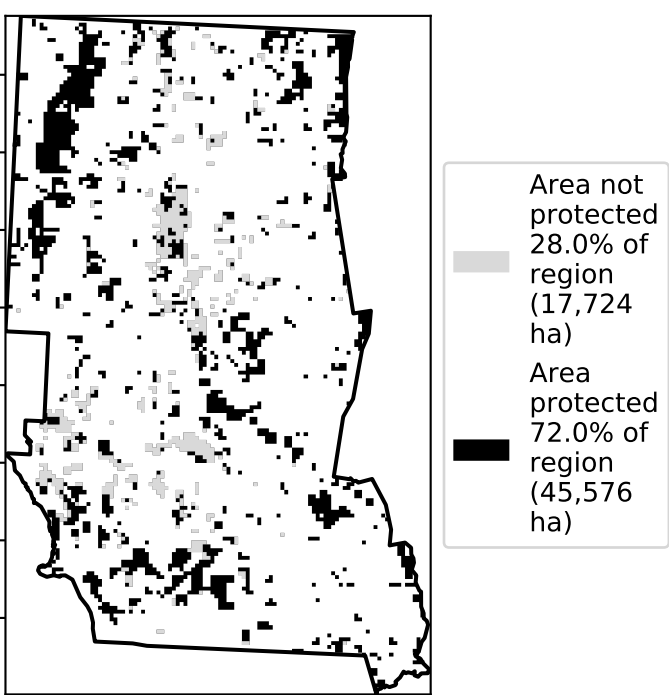 Area not
protected
28.0% of
region
(17,724
ha)
Area
protected
72.0% of
region
(45,576
ha)